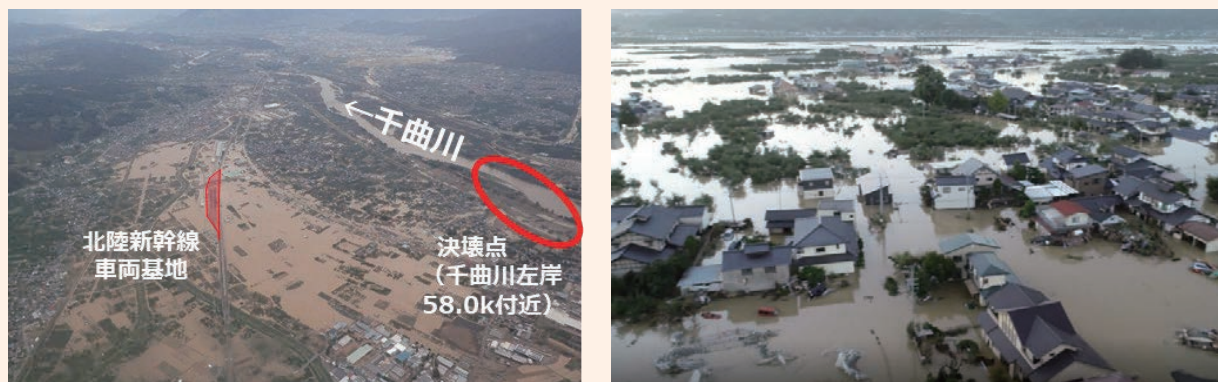 ←千曲川
北陸新幹線
車両基地
決壊点
（千曲川左岸
58.0k付近）